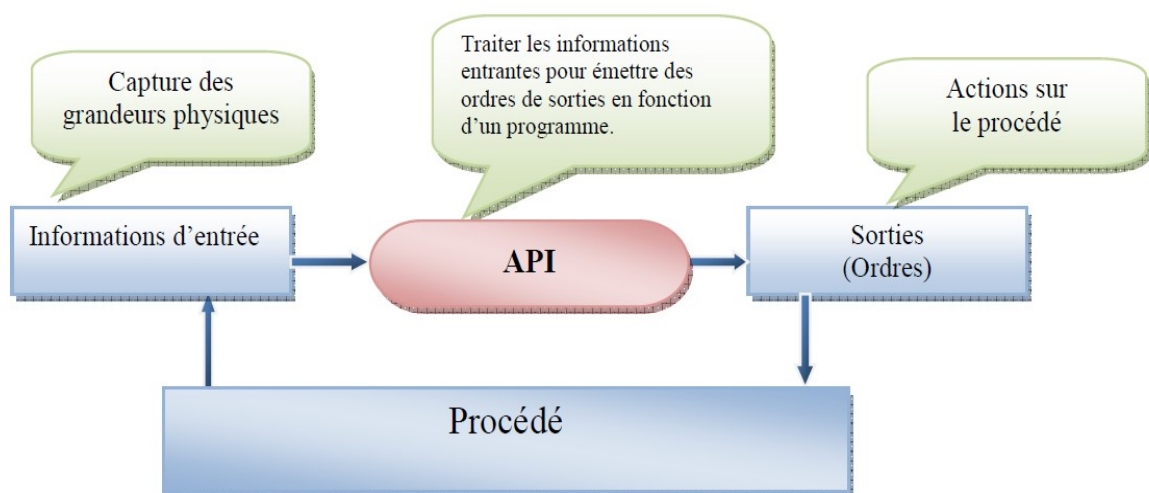 Capture des
grandeurs physiques
Traiter les informations
entrantes pour émettre des
ordres de sorties en fonction
d’un programme.
Actions sur
le procédé
Informations d’entrée
API
Sorties
(Ordres)
Procédé